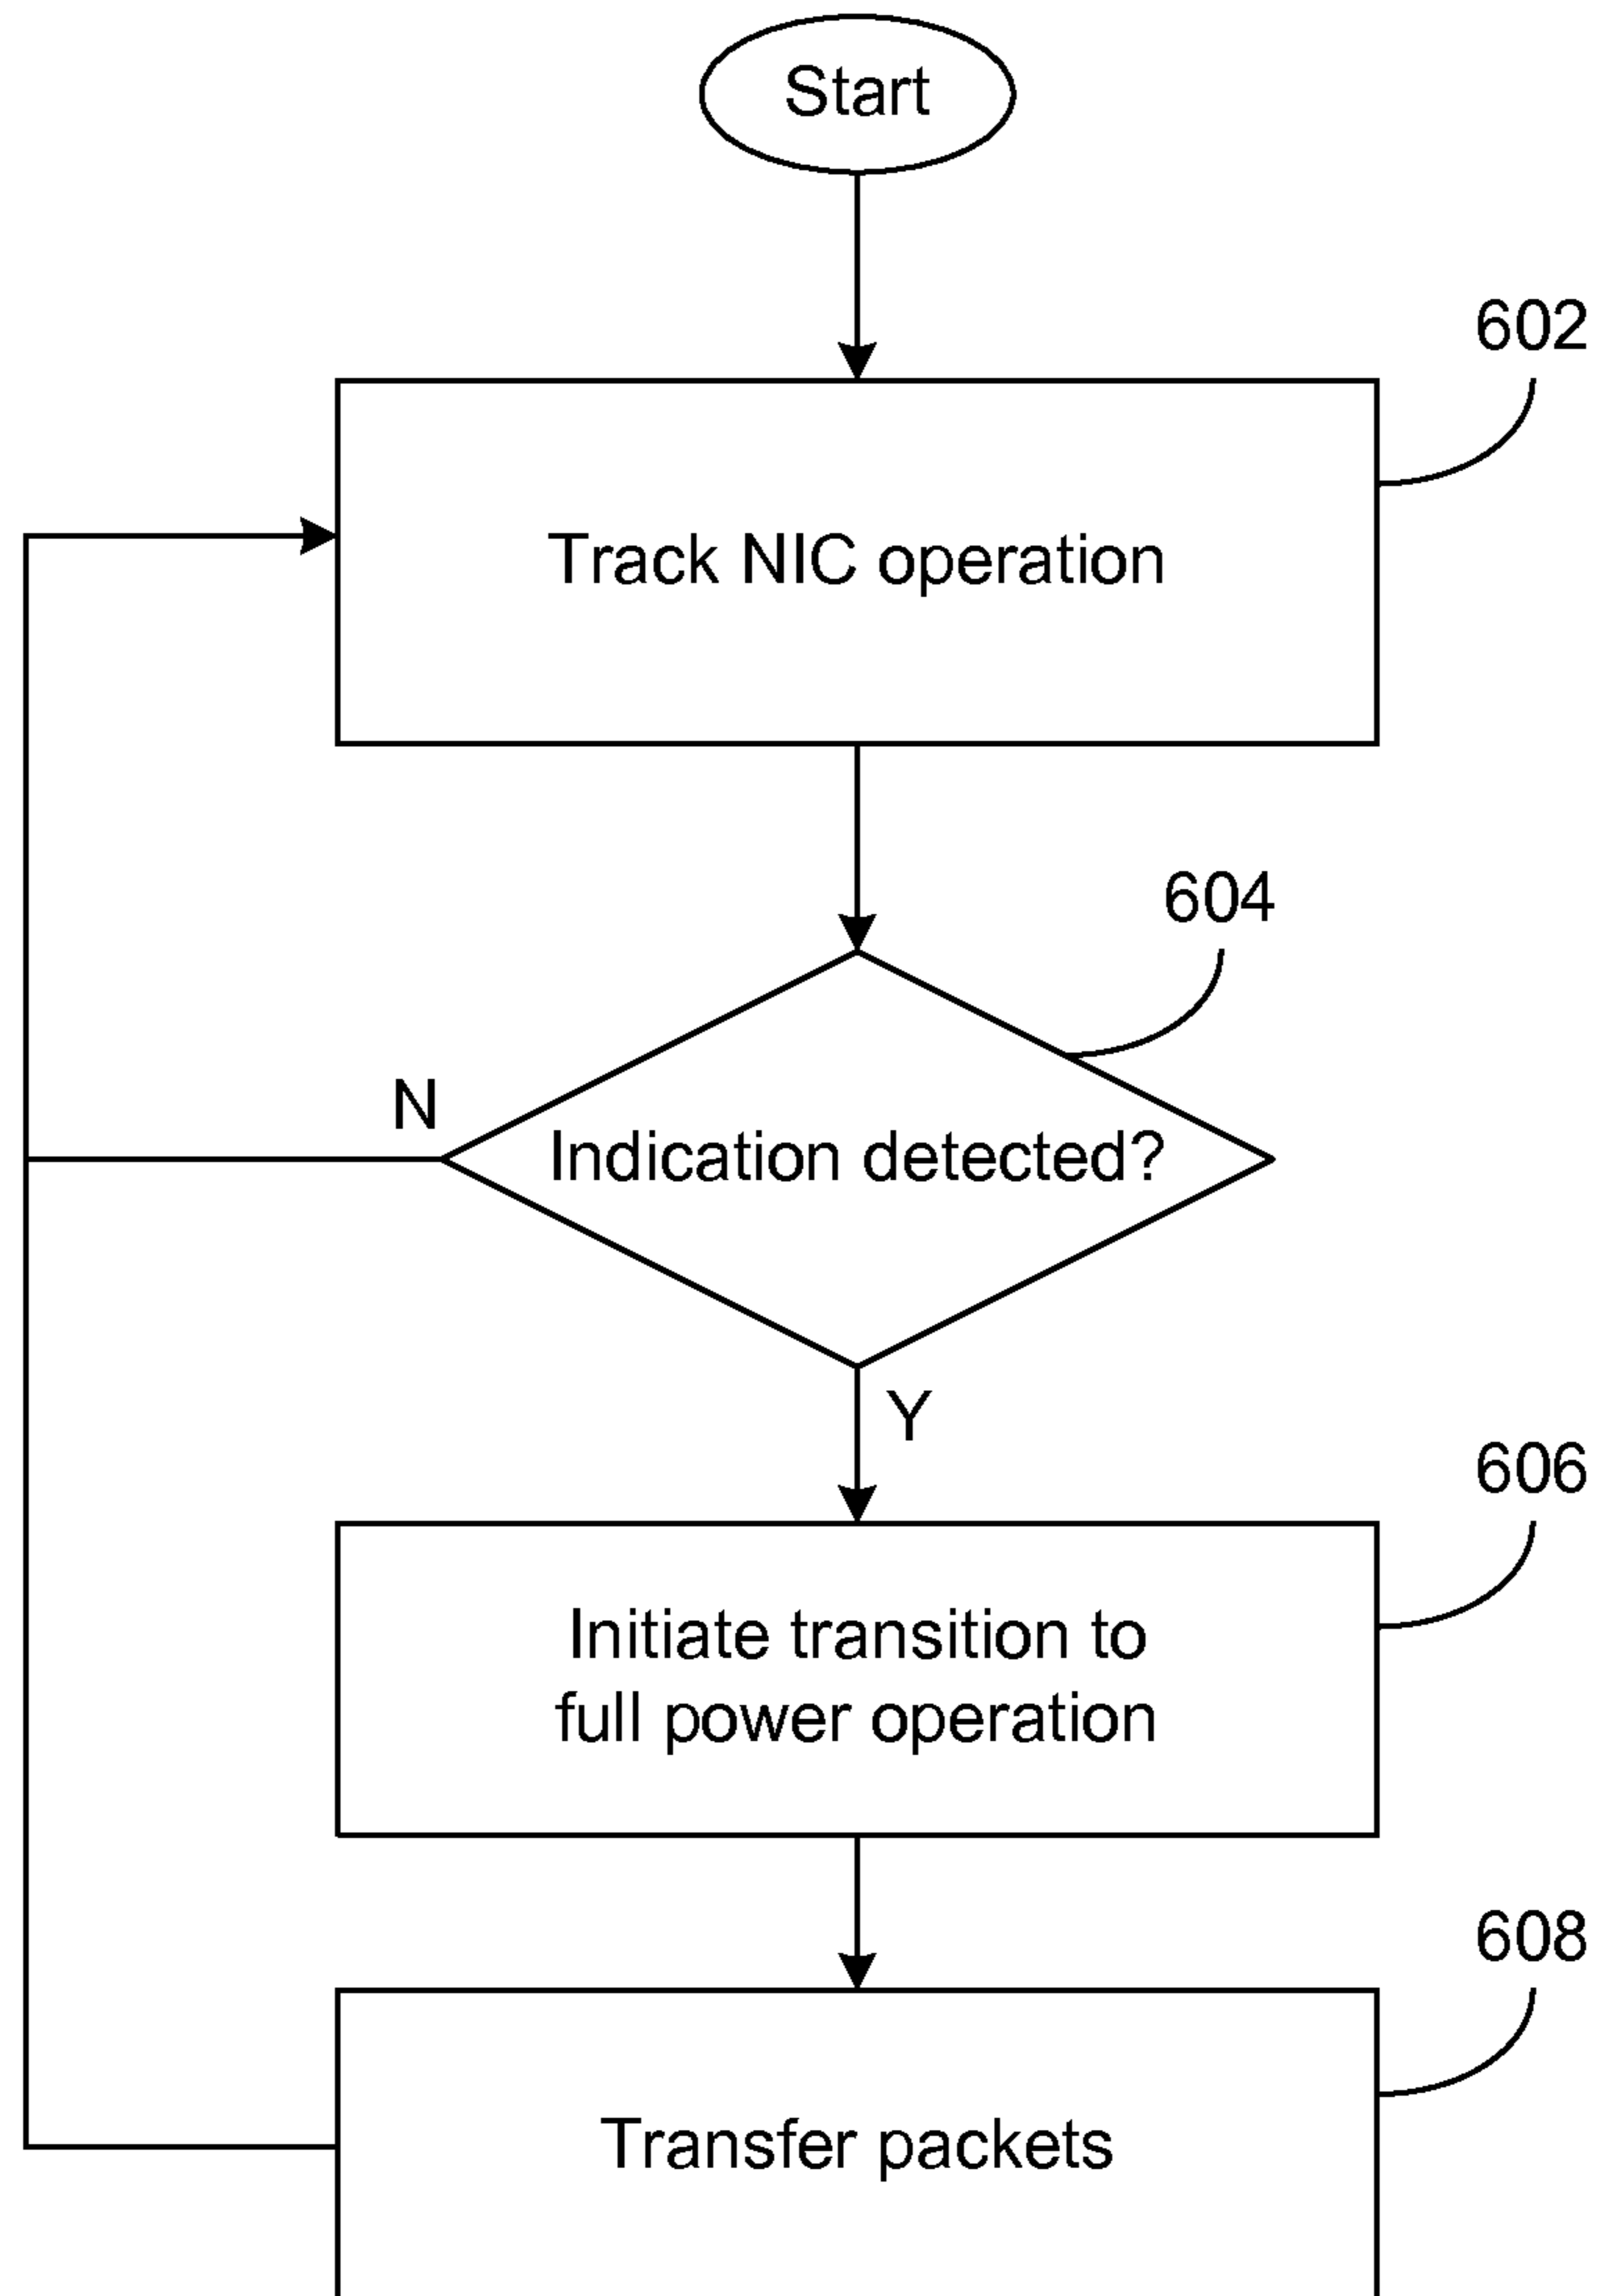 Start
602
Track NIC operation
604
N
Indication detected?
Y
606
Initiate transition to
full power operation
608
Transfer packets